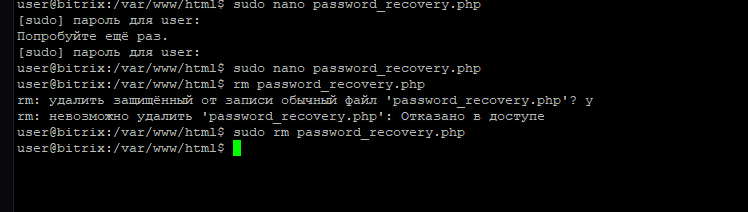 user@bitrix:/var/www/html$ sudo nano password_recovery.php
[sudo] пароль для user:
Попробуйте ещё раз.
[sudo] пароль для user:
user@bitrix:/var/www/html$ sudo nano password_recovery.php
user@bitrix:/var/www/html$ rm password_recovery.php
rm: удалить защищённый от записи обычный файл 'password_recovery.php'? y
rm: невозможно удалить 'password_recovery.php': Отказано в доступе
user@bitrix:/var/www/html$ sudo rm password_recovery.php
user@bitrix:/var/www/html$